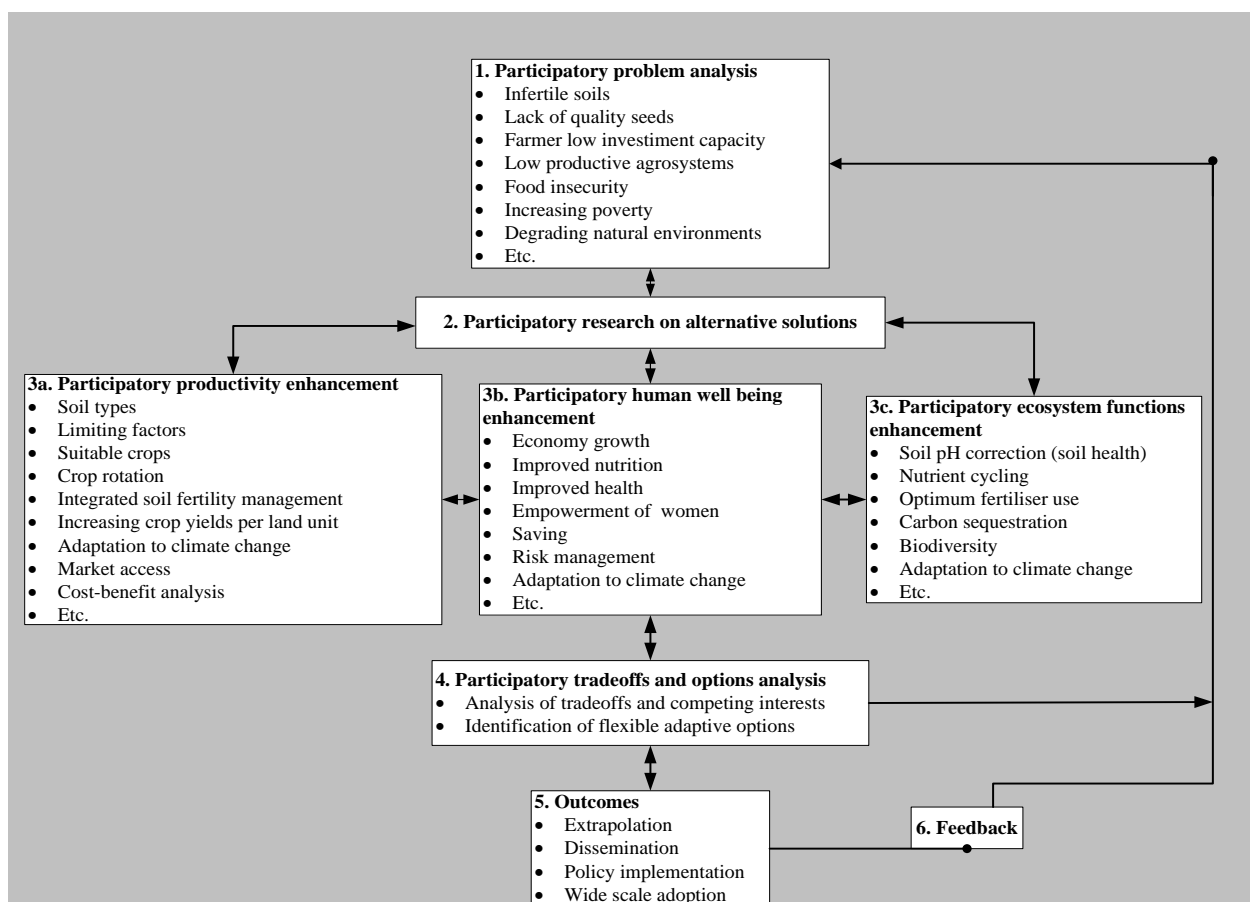 1. Participatory problem analysis
• Infertile soils
• Lack of quality seeds
• Farmer low investiment capacity
• Low productive agrosystems
• Food insecurity
• Increasing poverty
• Degrading natural environments
• Etc.
2. Participatory research on alternative solutions
3a. Participatory productivity enhancement
• Soil types
• Limiting factors
• Suitable crops
• Crop rotation
• Integrated soil fertility management
• Increasing crop yields per land unit
• Adaptation to climate change
• Market access
• Cost-benefit analysis
• Etc.
3b. Participatory human well being
enhancement
• Economy growth
• Improved nutrition
• Improved health
• Empowerment of women
• Saving
• Risk management
• Adaptation to climate change
• Etc.
3c. Participatory ecosystem functions
enhancement
• Soil pH correction (soil health)
• Nutrient cycling
• Optimum fertiliser use
• Carbon sequestration
• Biodiversity
• Adaptation to climate change
• Etc.
4. Participatory tradeoffs and options analysis
• Analysis of tradeoffs and competing interests
• Identification of flexible adaptive options
5. Outcomes
• Extrapolation
• Dissemination
• Policy implementation
• Wide scale adoption
6. Feedback